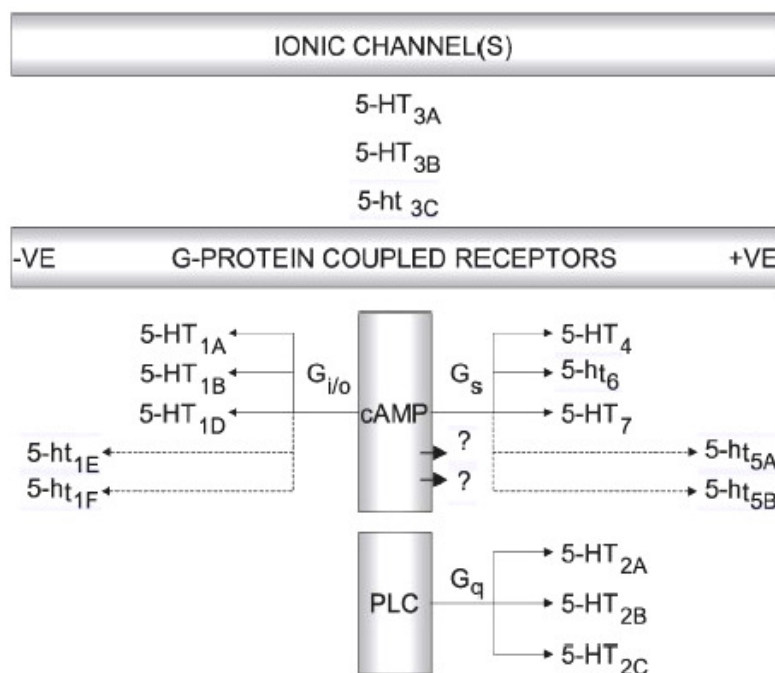 IONIC CHANNEL(S)
5-HT3A
5-HT3B
5-ht 3C
-VE G-PROTEIN COUPLED RECEPTORS +VE
5-HT1A 5-HT4
5-HT1B Gi/o Gs 5-ht6
5-HT1D cAMP 5-HT7
5-ht1E ? 5-ht5A
5-ht1F ? 5-ht5B
5-HT2A
PLC Gq 5-HT2B
5-HT2C